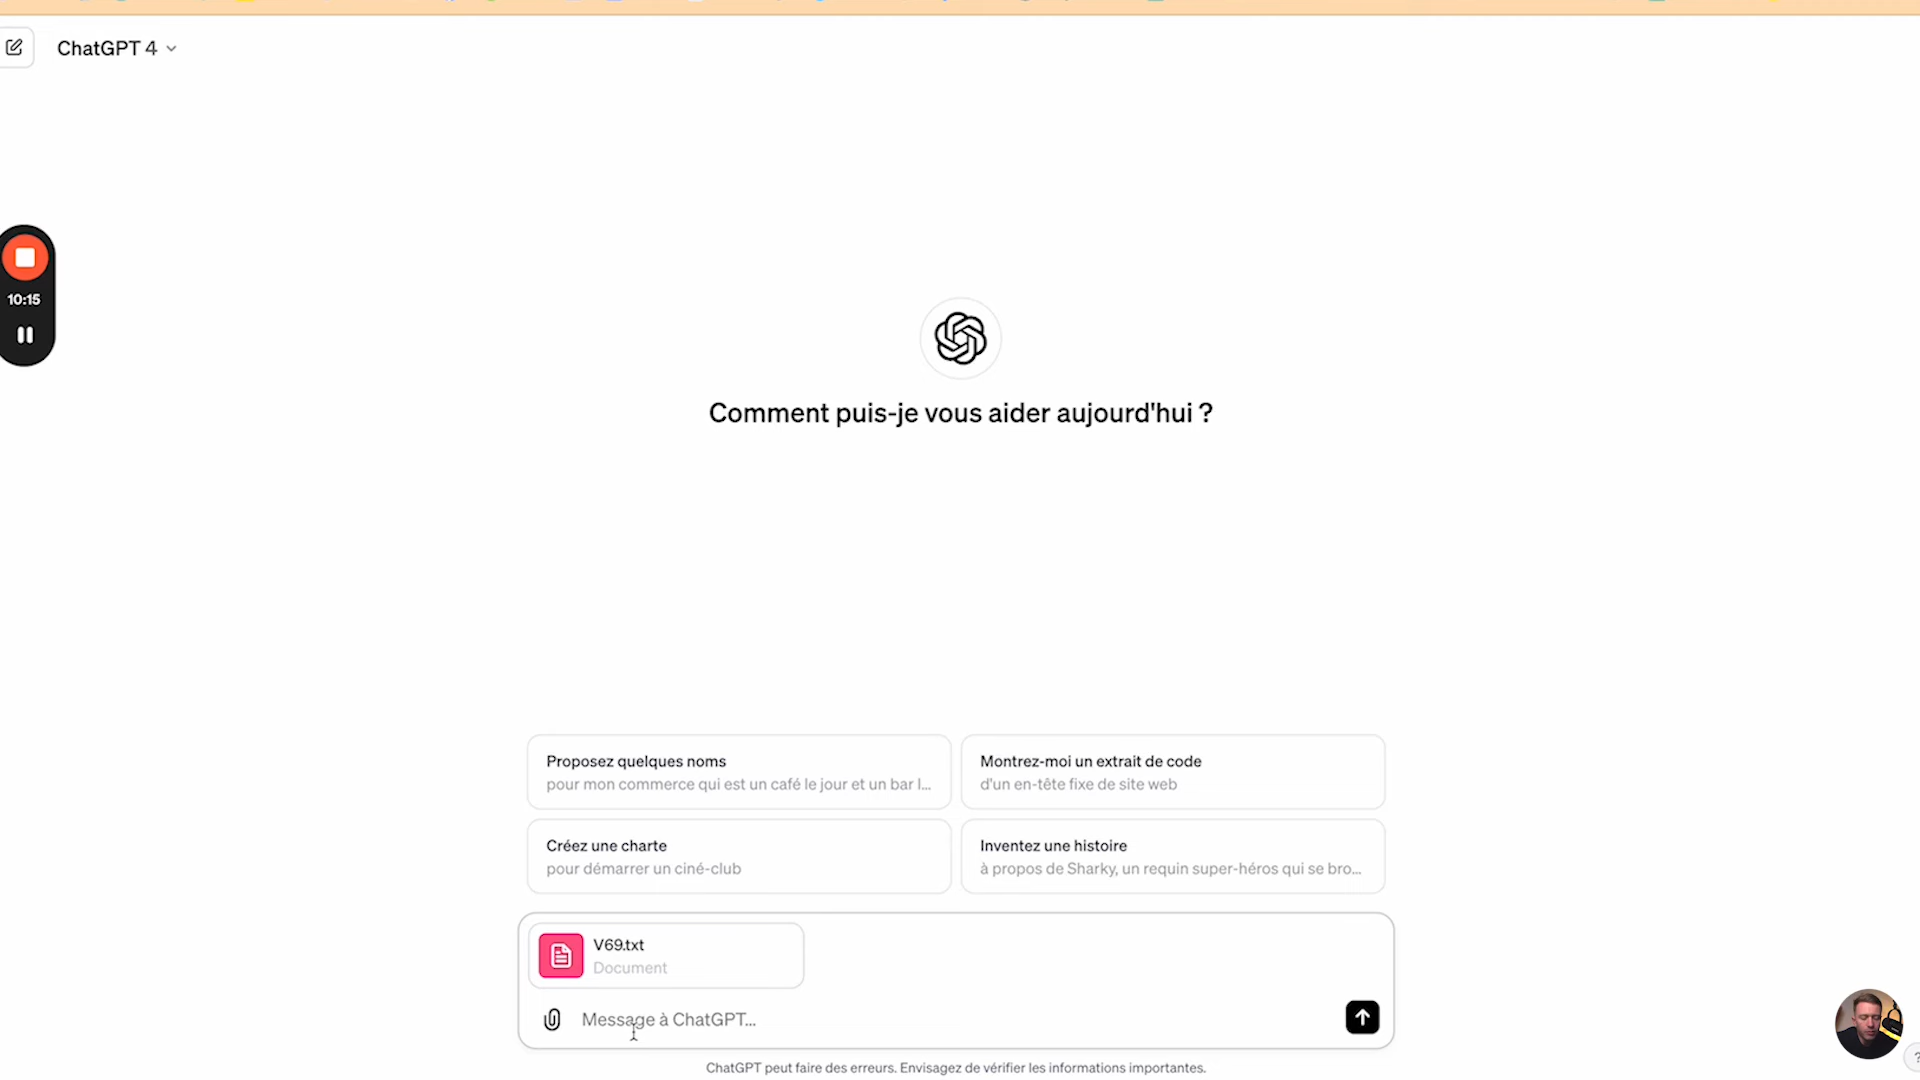 ChatGPT 4
10:15
Comment puis-je vous aider aujourd'hui ?
Proposez quelques noms
pour mon commerce qui est un café le jour et un bar l...
Montrez-moi un extrait de code
d'un en-tête fixe de site web
Créez une charte
pour démarrer un ciné-club
Inventez une histoire
à propos de Sharky, un requin super-héros qui se bro...
V69.txt
Document
Message à ChatGPT...
ChatGPT peut faire des erreurs. Envisagez de vérifier les informations importantes.
?